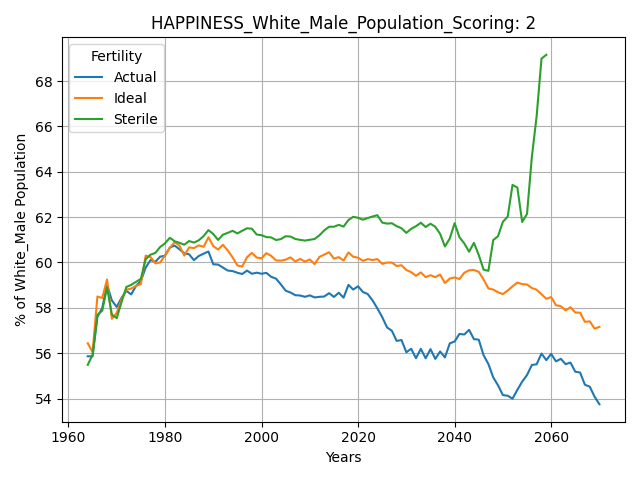 HAPPINESS_White_Male_Population_Scoring: 2
Fertility
Actual
Ideal
Sterile
% of White_Male Population
68
66
64
62
60
58
56
54
1960
1980
2000
2020
2040
2060
Years